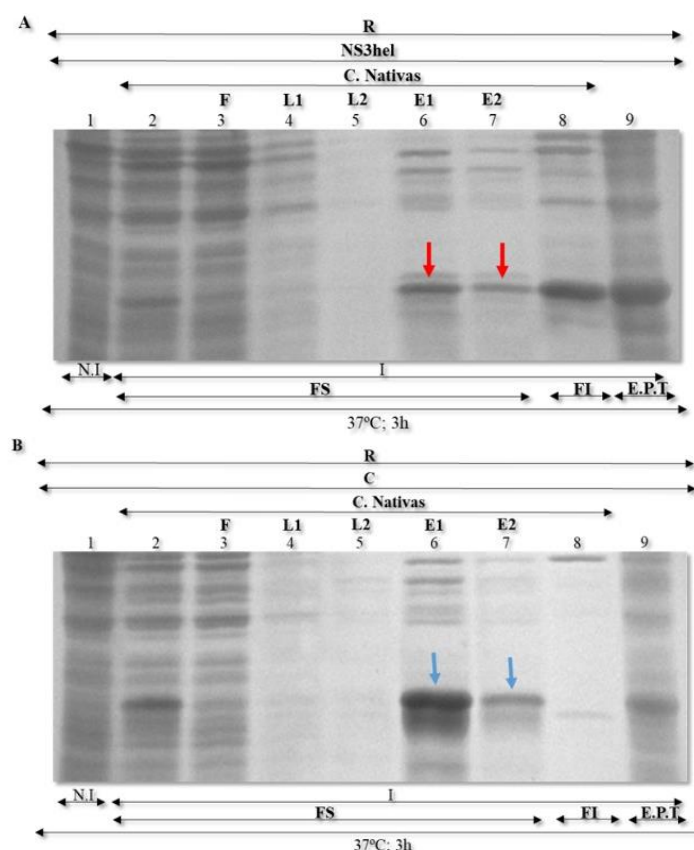 A
R
NS3hel
C. Nativas
F L1 L2 E1 E2
1 2 3 4 5 6 7 8 9
N.I I
FS FI E.P.T
37ºC; 3h
B
R
C
C. Nativas
F L1 L2 E1 E2
1 2 3 4 5 6 7 8 9
N.I I
FS FI E.P.T
37ºC; 3h